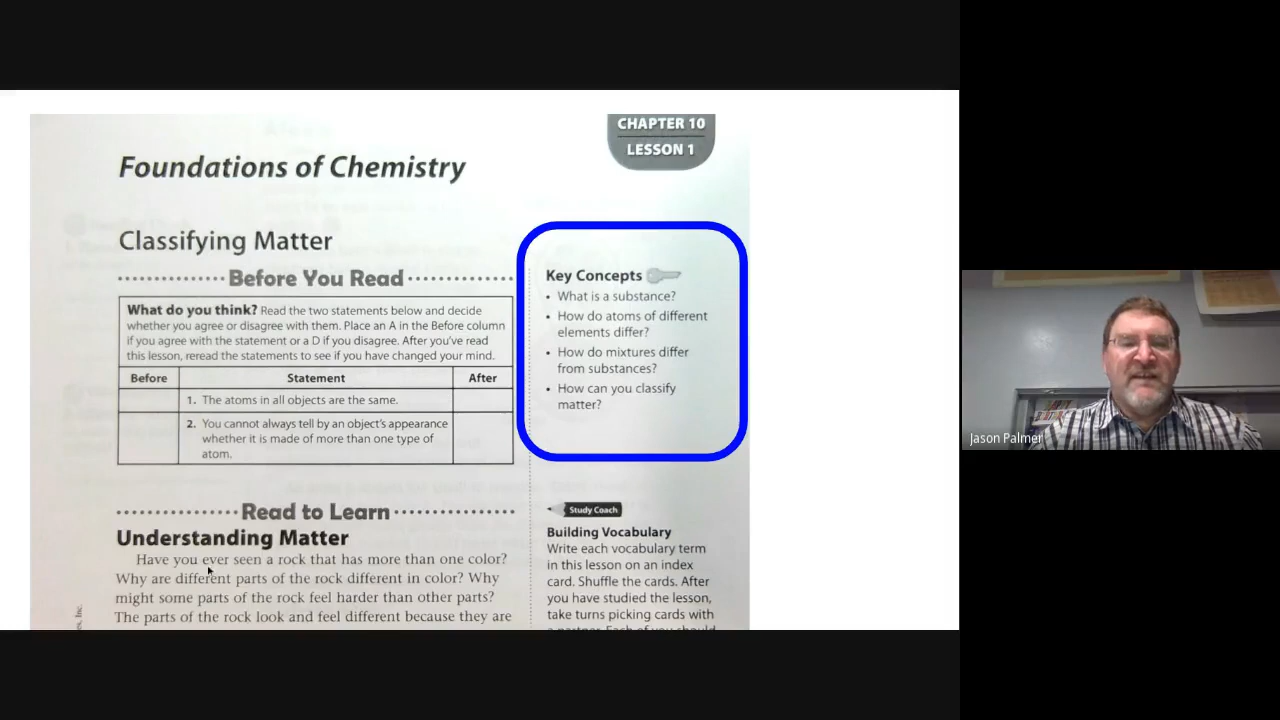 CHAPTER 10
LESSON 1
Foundations of Chemistry
Classifying Matter
Before You Read
What do you think? Read the two statements below and decide
whether you agree or disagree with them. Place an A in the Before column
if you agree with the statement or a D if you disagree. After you've read
this lesson, reread the statements to see if you have changed your mind.
Before Statement After
1. The atoms in all objects are the same.
2. You cannot always tell by an object's appearance
whether it is made of more than one type of
atom.
Key Concepts
• What is a substance?
• How do atoms of different
elements differ?
• How do mixtures differ
from substances?
• How can you classify
matter?
Read to Learn
Understanding Matter
Have you ever seen a rock that has more than one color?
Why are different parts of the rock different in color? Why
might some parts of the rock feel harder than other parts?
The parts of the rock look and feel different because they are
Study Coach
Building Vocabulary
Write each vocabulary term
in this lesson on an index
card. Shuffle the cards. After
you have studied the lesson,
take turns picking cards with
Inc.
Jason Palmer